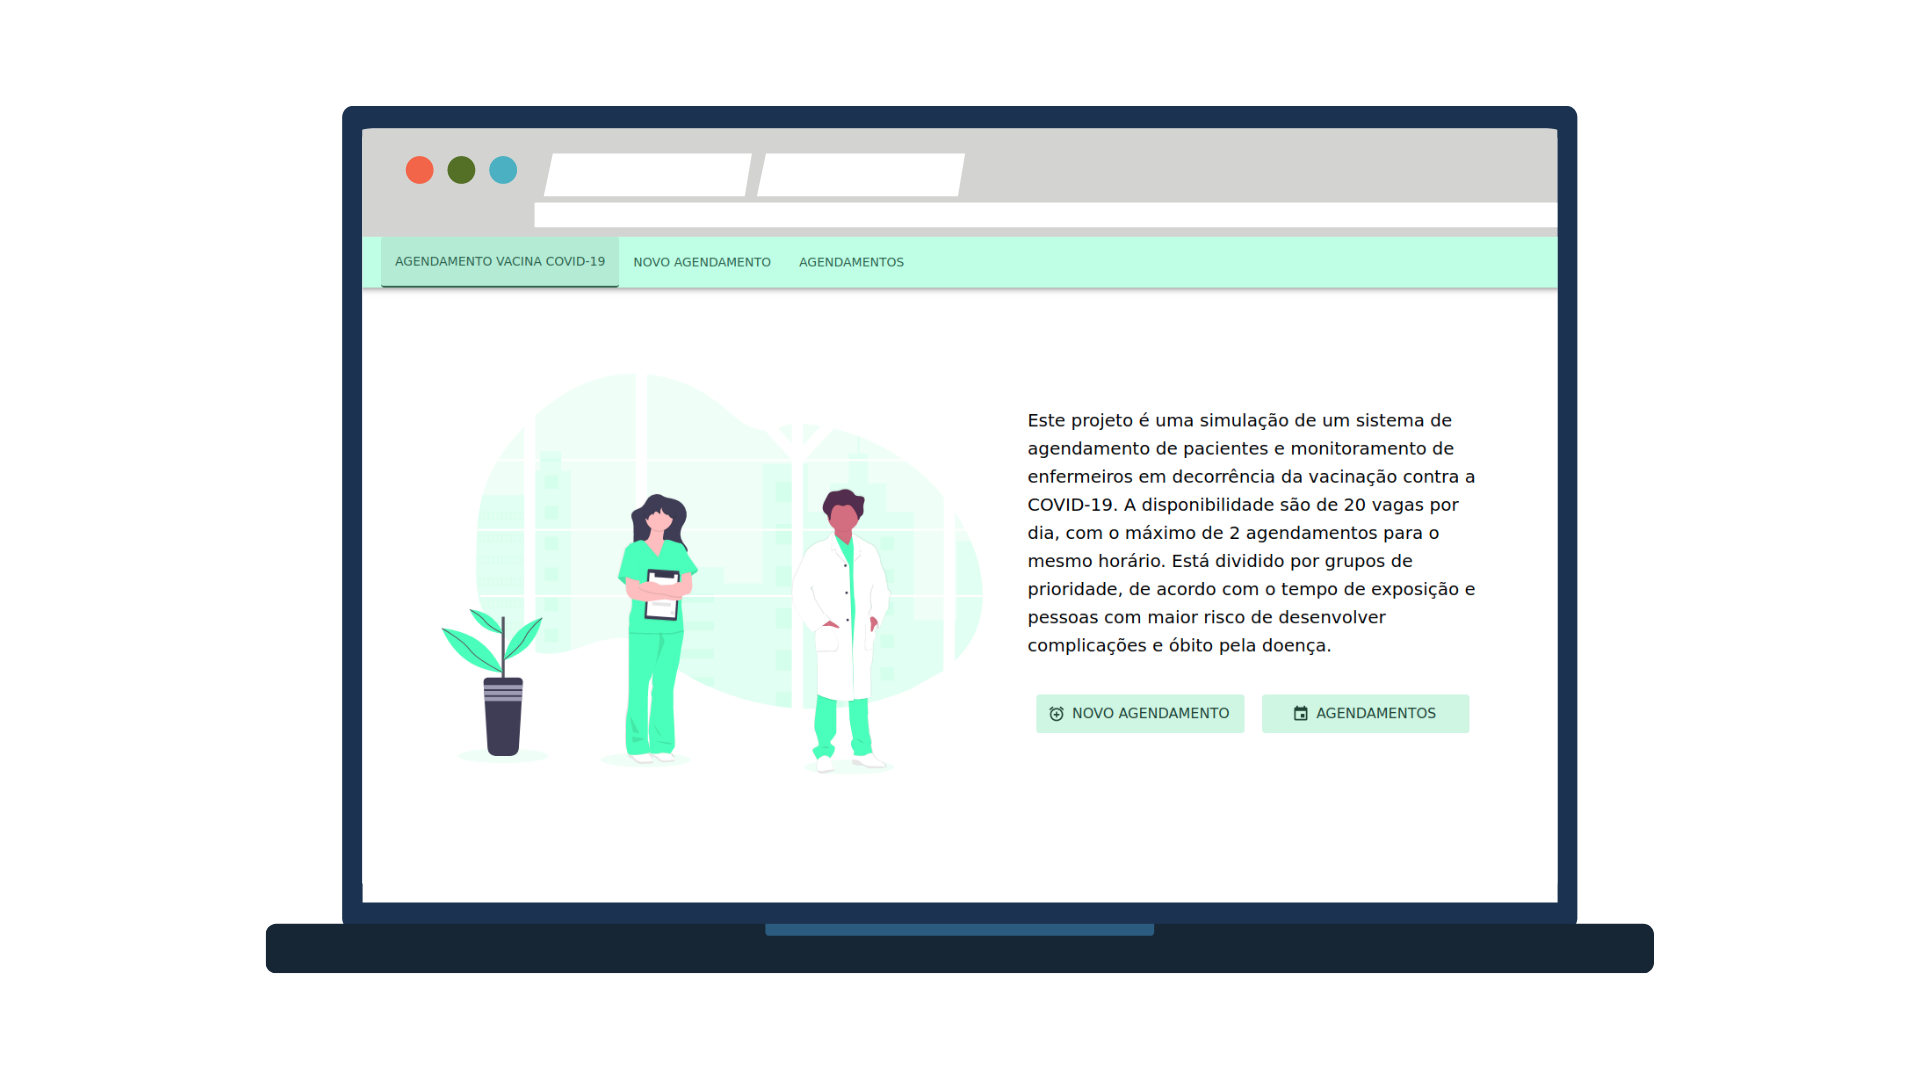 AGENDAMENTO VACINA COVID-19 NOVO AGENDAMENTO AGENDAMENTOS
Este projeto é uma simulação de um sistema de
agendamento de pacientes e monitoramento de
enfermeiros em decorrência da vacinação contra a
COVID-19. A disponibilidade são de 20 vagas por
dia, com o máximo de 2 agendamentos para o
mesmo horário. Está dividido por grupos de
prioridade, de acordo com o tempo de exposição e
pessoas com maior risco de desenvolver
complicações e óbito pela doença.
NOVO AGENDAMENTO AGENDAMENTOS